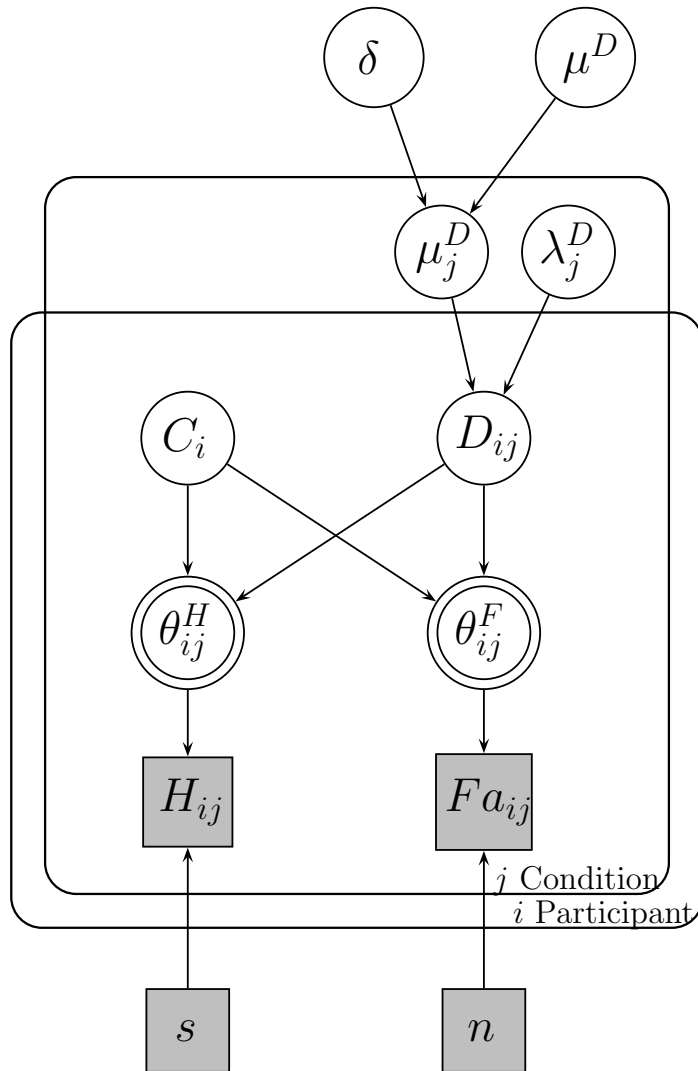 δ μ^D
μ_j^D λ_j^D
C_i D_ij
θ_ij^H θ_ij^F
H_ij Fa_ij
j Condition
i Participant
s n